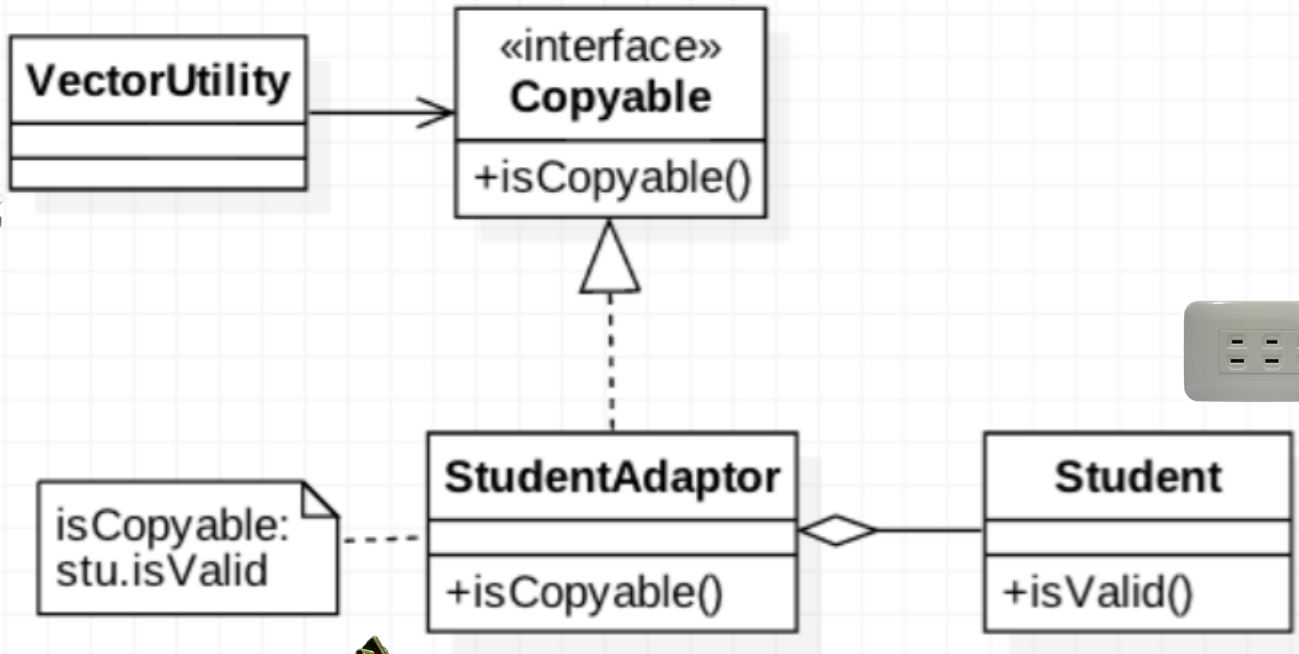 VectorUtility
«interface»
Copyable
+isCopyable()
isCopyable:
stu.isValid
StudentAdaptor
+isCopyable()
Student
+isValid()